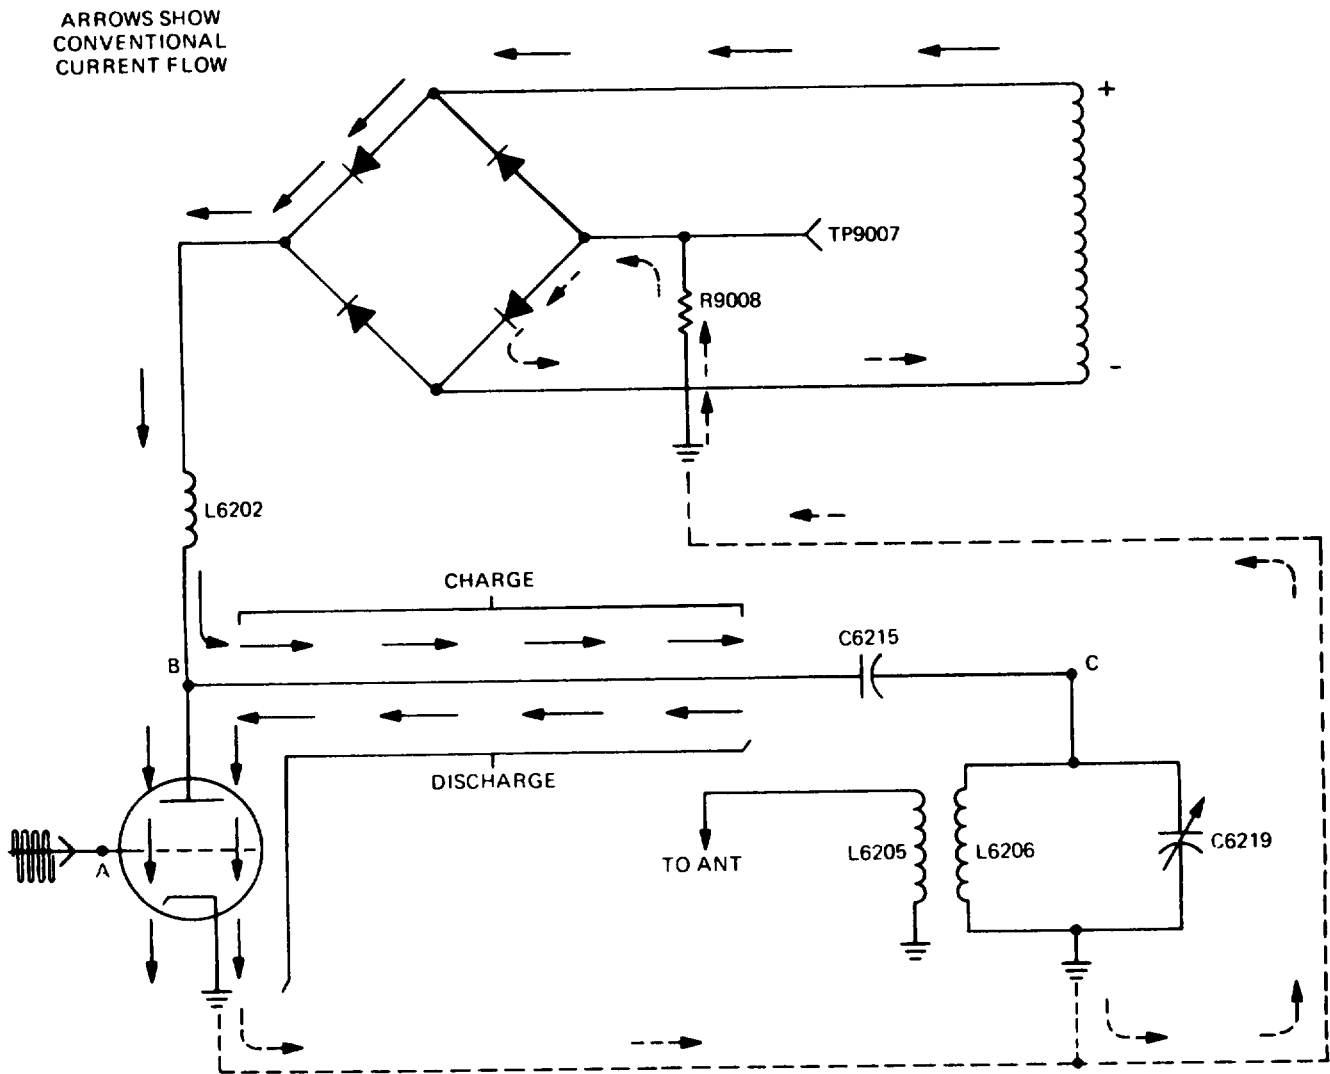 ARROWS SHOW
CONVENTIONAL
CURRENT FLOW
+
TP9007
R9008
-
L6202
CHARGE
C6215
B
C
DISCHARGE
TO ANT
L6205
L6206
C6219
A